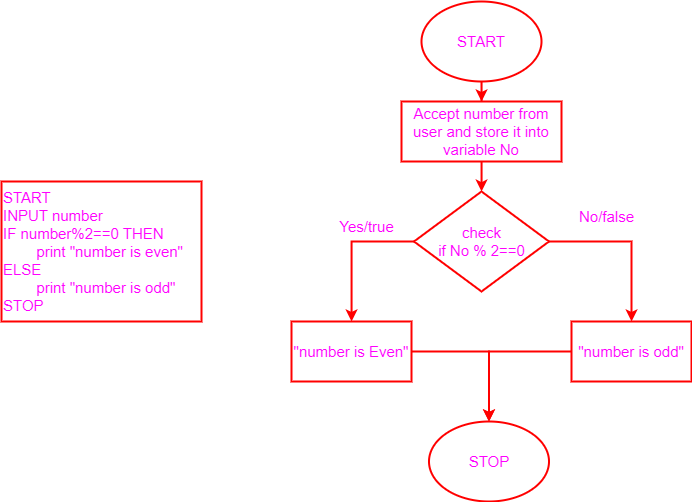 START
INPUT number
IF number%2==0 THEN
print "number is even"
ELSE
print "number is odd"
STOP
START
Accept number from
user and store it into
variable No
Yes/true
No/false
check
if No % 2==0
"number is Even"
"number is odd"
STOP